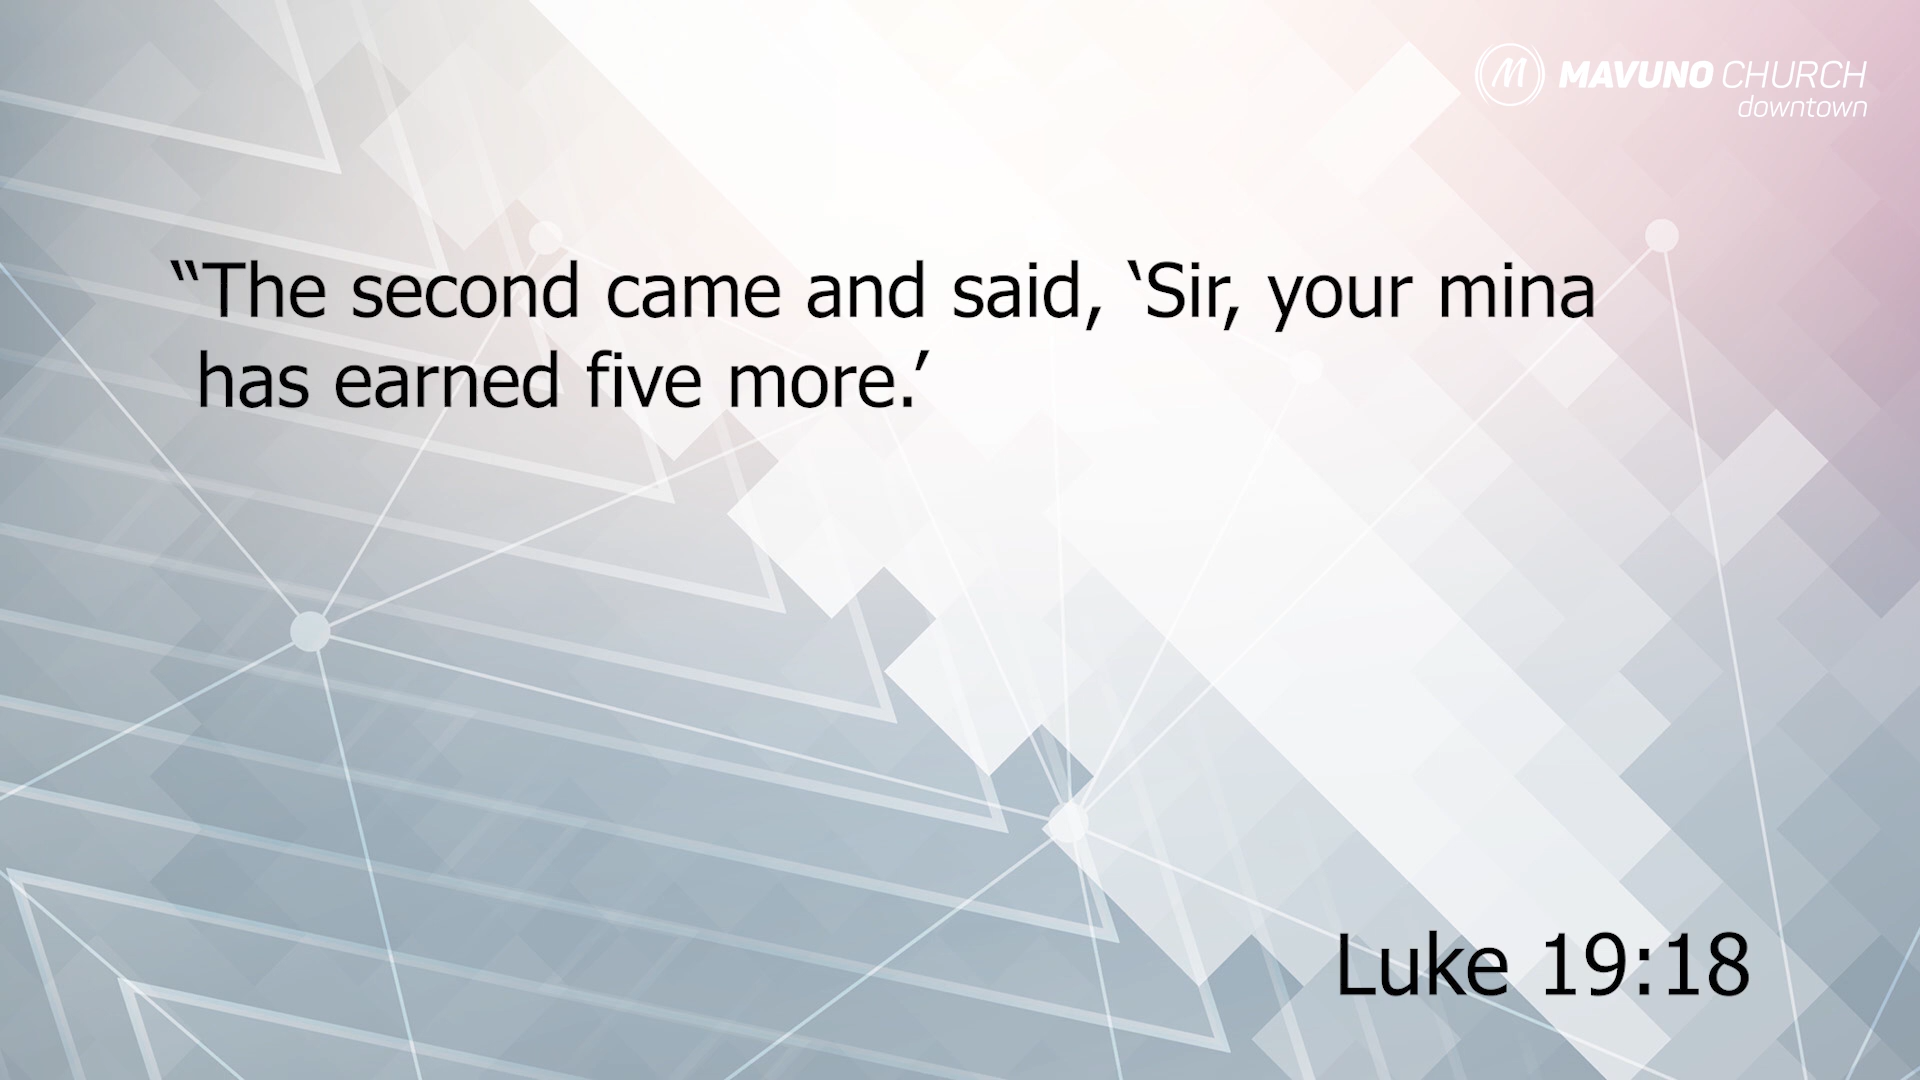 MAVUNO CHURCH
downtown
“The second came and said, ‘Sir, your mina
has earned five more.’
Luke 19:18